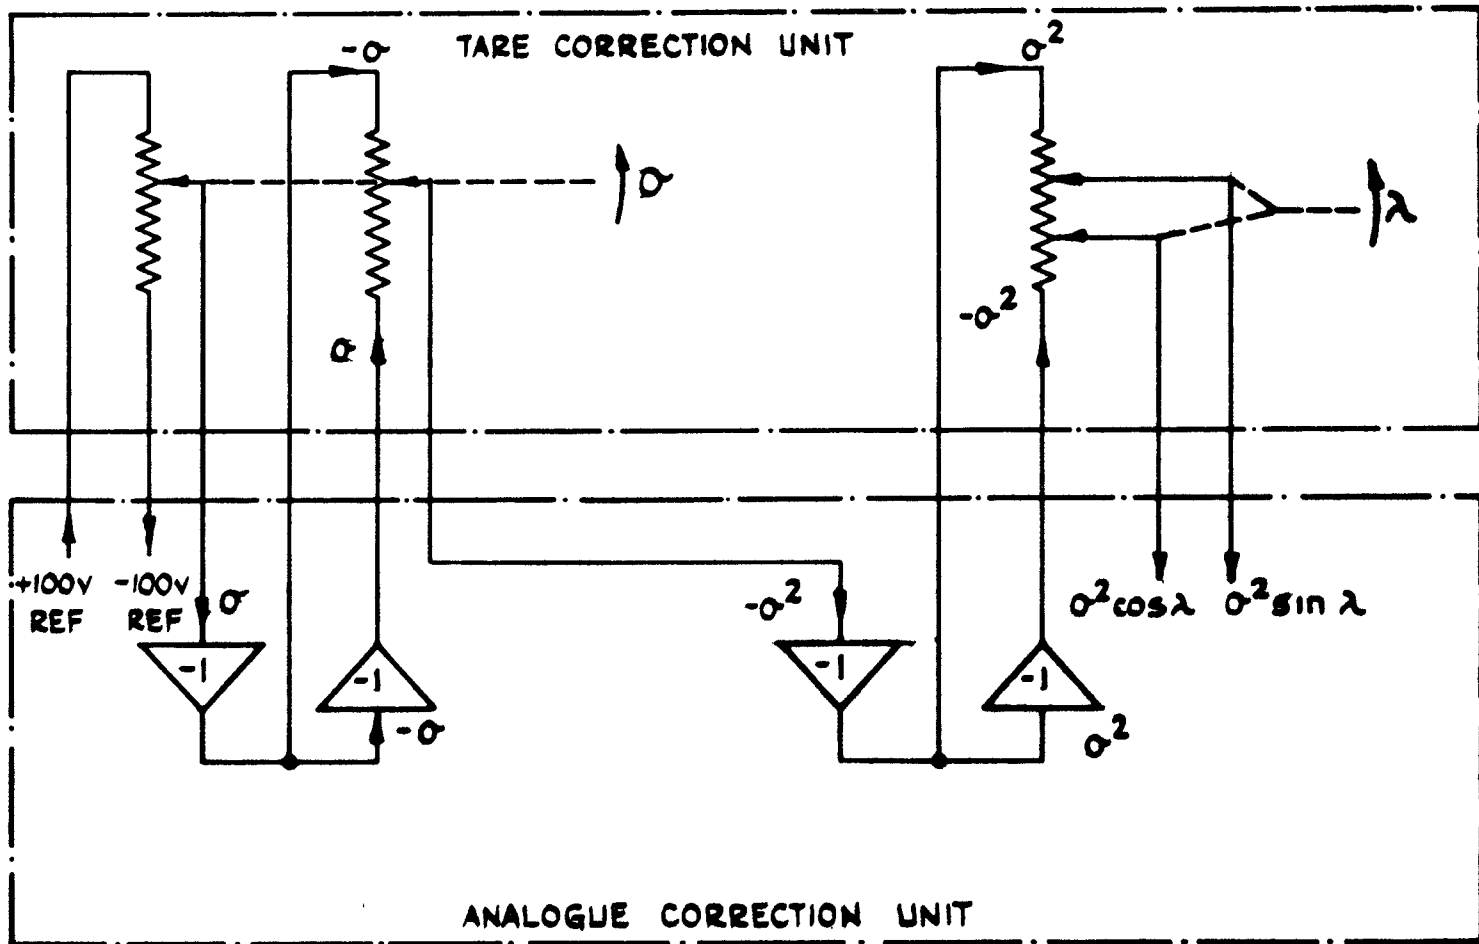 TARE CORRECTION UNIT
-σ
σ²
σ
λ
σ
-σ²
+100V REF
-100V REF
σ
-σ²
σ²cosλ
σ²sin λ
-1
-1
-1
-1
-σ
σ²
ANALOGUE CORRECTION UNIT